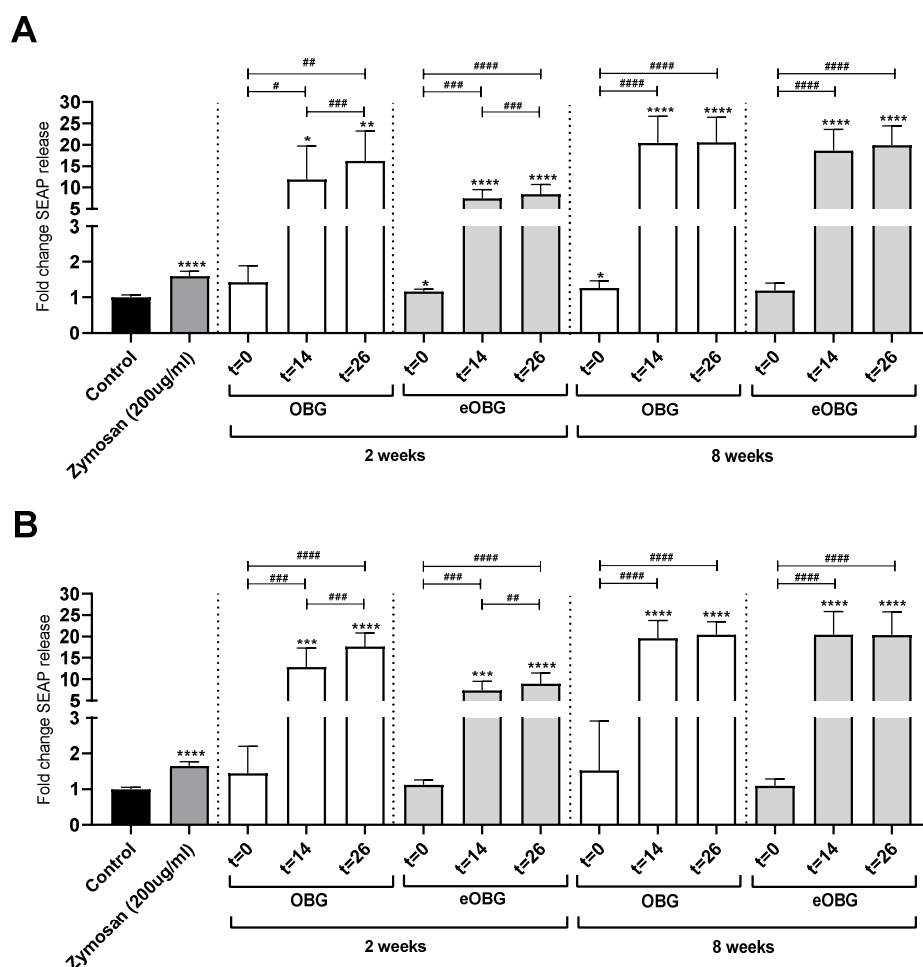 A
## #### #### ####
# ### #### ####
### ###
Fold change SEAP release
30
25
20
15
10
5
3
2
1
0
**** * ** * **** **** * **** **** **** ****
Control
Zymosan (200ug/ml)
t=0 t=14 t=26 t=0 t=14 t=26 t=0 t=14 t=26 t=0 t=14 t=26
OBG eOBG OBG eOBG
2 weeks 8 weeks
B
#### #### #### ####
### ### #### ####
### ##
Fold change SEAP release
30
25
20
15
10
5
3
2
1
0
**** *** **** *** **** **** **** **** ****
Control
Zymosan (200ug/ml)
t=0 t=14 t=26 t=0 t=14 t=26 t=0 t=14 t=26 t=0 t=14 t=26
OBG eOBG OBG eOBG
2 weeks 8 weeks